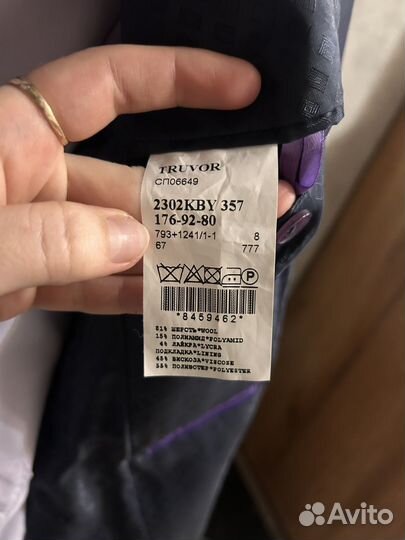 TRUVOR
СП06649
2302KBY 357
176-92-80
793+1241/1-1 8
67 777
*8459462*
81% ШЕРСТЬ*WOOL
15% ПОЛИАМИД*POLYAMID
4% ЛАЙКРА*LYCRA
ПОДКЛАДКА*LINING
45% ВИСКОЗА*VISCOSE
55% ПОЛИЭСТЕР*POLYESTER
Avito